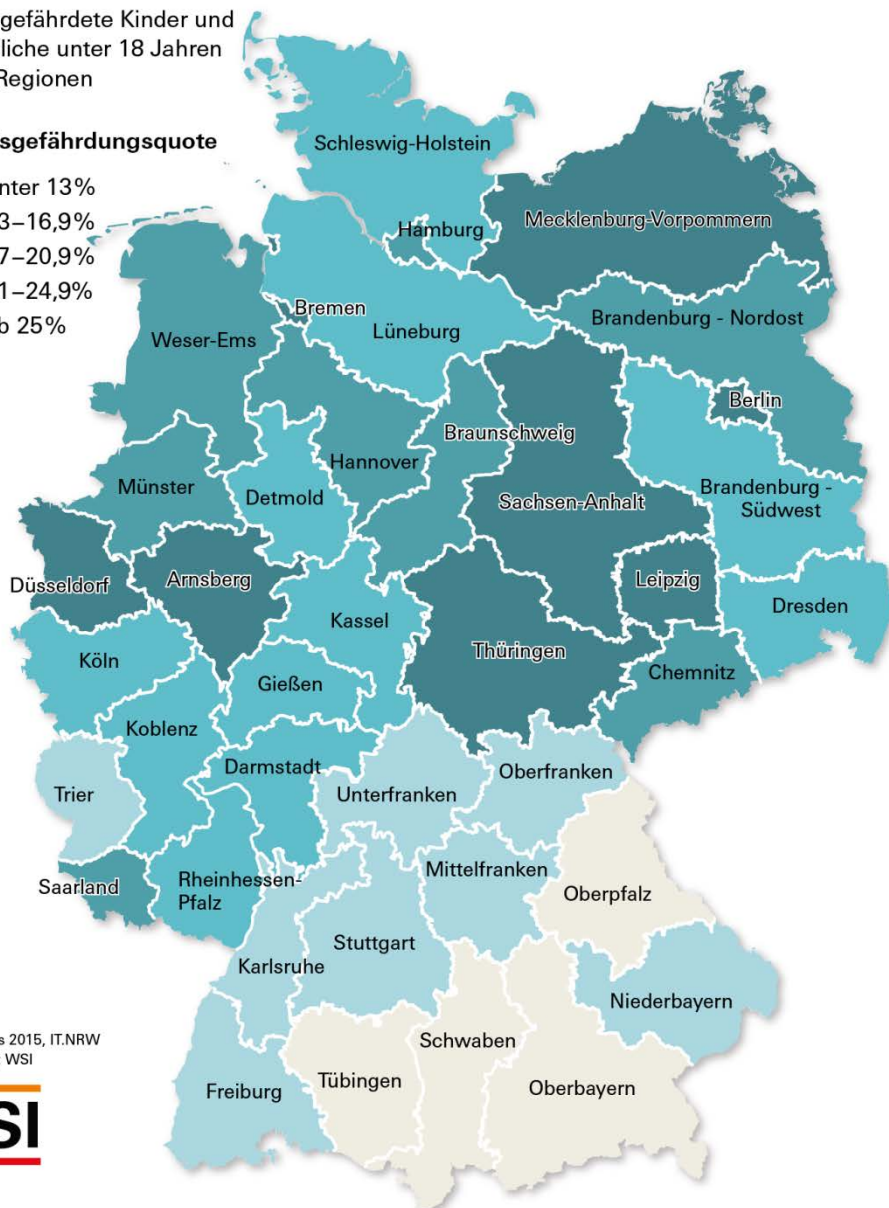 gefährdete Kinder und
liche unter 18 Jahren
Regionen
sgefährdungsquote
nter 13%
3–16,9%
7–20,9%
1–24,9%
b 25%
Schleswig-Holstein
Mecklenburg-Vorpommern
Hamburg
Bremen
Lüneburg
Brandenburg - Nordost
Weser-Ems
Berlin
Braunschweig
Hannover
Münster
Detmold
Brandenburg -
Südwest
Sachsen-Anhalt
Düsseldorf
Arnsberg
Leipzig
Dresden
Kassel
Köln
Thüringen
Chemnitz
Gießen
Koblenz
Darmstadt
Oberfranken
Trier
Unterfranken
Mittelfranken
Saarland
Rheinhessen-
Pfalz
Oberpfalz
Stuttgart
Karlsruhe
Niederbayern
Schwaben
Tübingen
Oberbayern
Freiburg
s 2015, IT.NRW
: WSI
SI